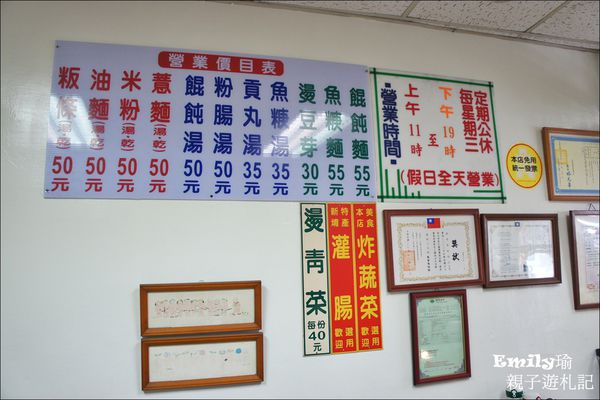 營業價目表
餛飩麵55元
魚粳麵55元
燙豆芽30元
魚粳湯35元
貢丸湯35元
粉腸湯50元
餛飩湯50元
薏麵(湯.乾)50元
米粉(湯.乾)50元
油麵(湯.乾)50元
粄條(湯.乾)50元
定期公休
每星期三
下午19時
至
上午11時
營業時間:
(假日全天營業)
本店免用
統一發票
美食本店炸蔬菜歡迎選用
特產新埔灌腸歡迎選用
燙青菜每份40元
獎狀
Emily瑜
親子遊札記